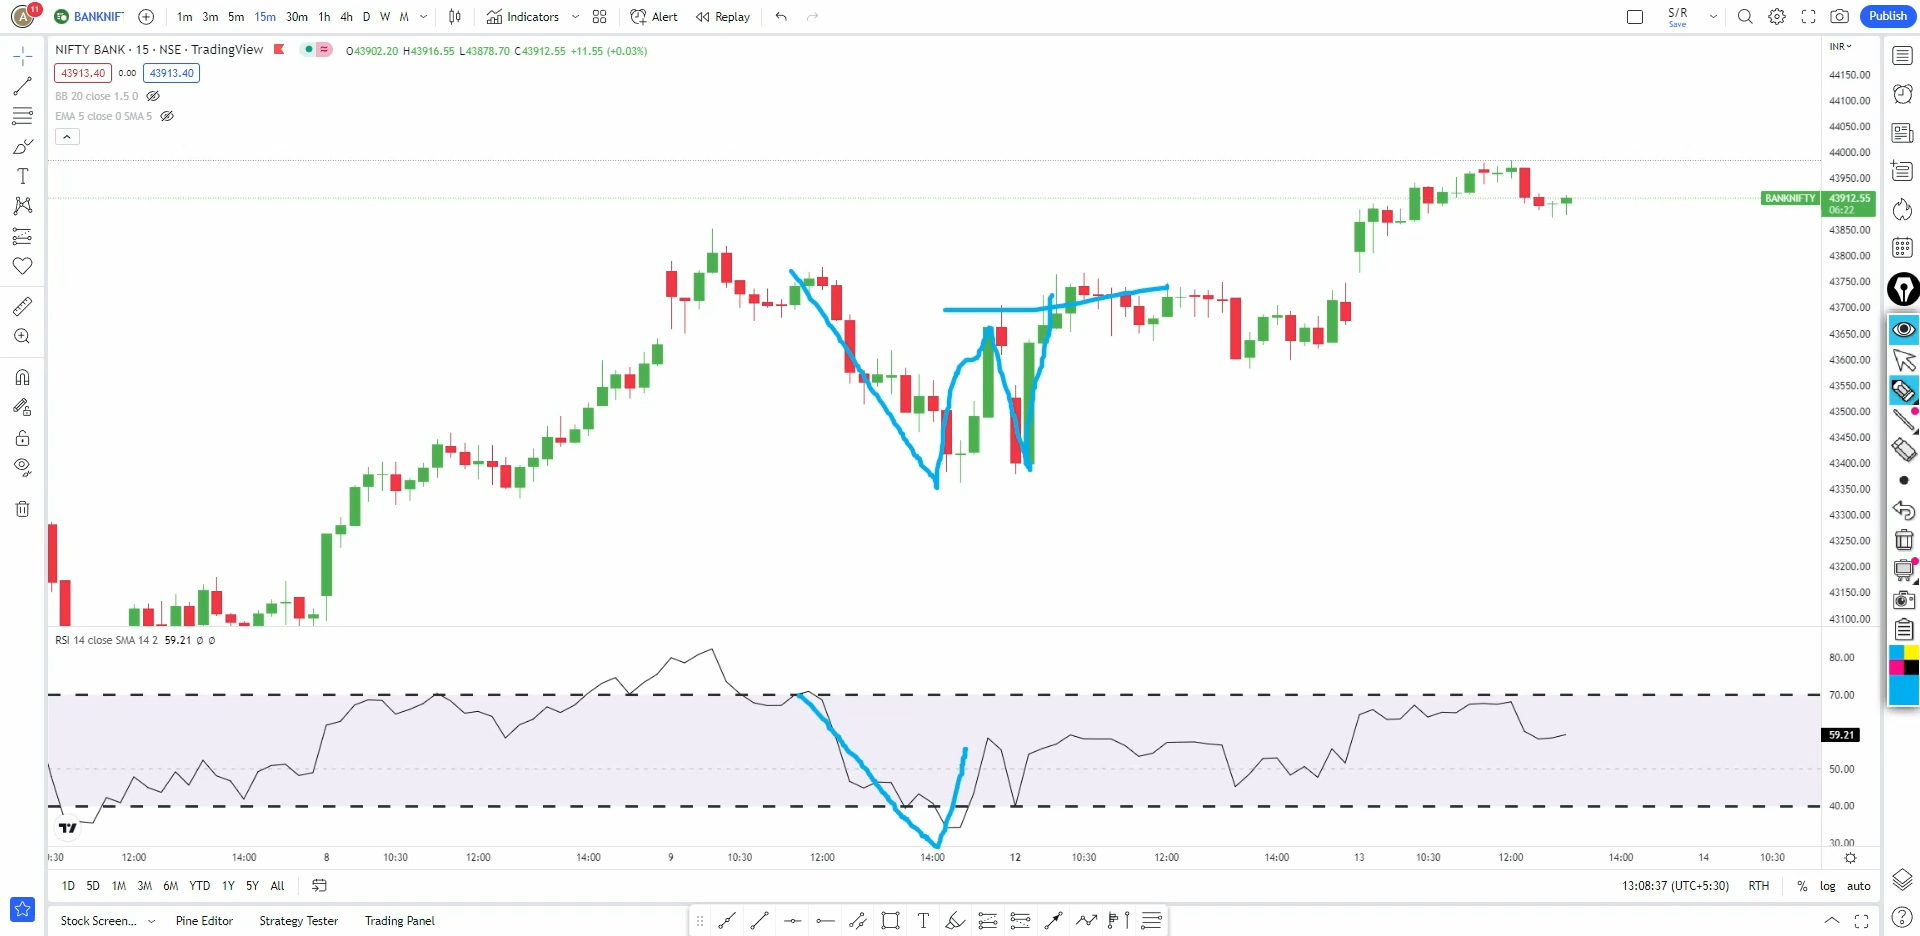 A 11 BANKNIF 1m 3m 5m 15m 30m 1h 4h D W M Indicators Alert Replay S/R Save Publish
NIFTY BANK · 15 · NSE · TradingView O43902.20 H43916.55 L43878.70 C43912.55 +11.55 (+0.03%) INR
43913.40 0.00 43913.40
BB 20 close 1.5 0
EMA 5 close 0 SMA 5
44150.00
44100.00
44050.00
44000.00
43950.00
BANKNIFTY 43912.55
06:22
43850.00
43800.00
43750.00
43700.00
43650.00
43600.00
43550.00
43500.00
43450.00
43400.00
43350.00
43300.00
43250.00
43200.00
43150.00
43100.00
RSI 14 close SMA 14 2 59.21 Ø Ø
80.00
70.00
59.21
50.00
40.00
30.00
:30 12:00 14:00 8 10:30 12:00 14:00 9 10:30 12:00 14:00 12 10:30 12:00 14:00 13 10:30 12:00 14:00 14 10:30
1D 5D 1M 3M 6M YTD 1Y 5Y All 13:08:37 (UTC+5:30) RTH % log auto
Stock Screen... Pine Editor Strategy Tester Trading Panel